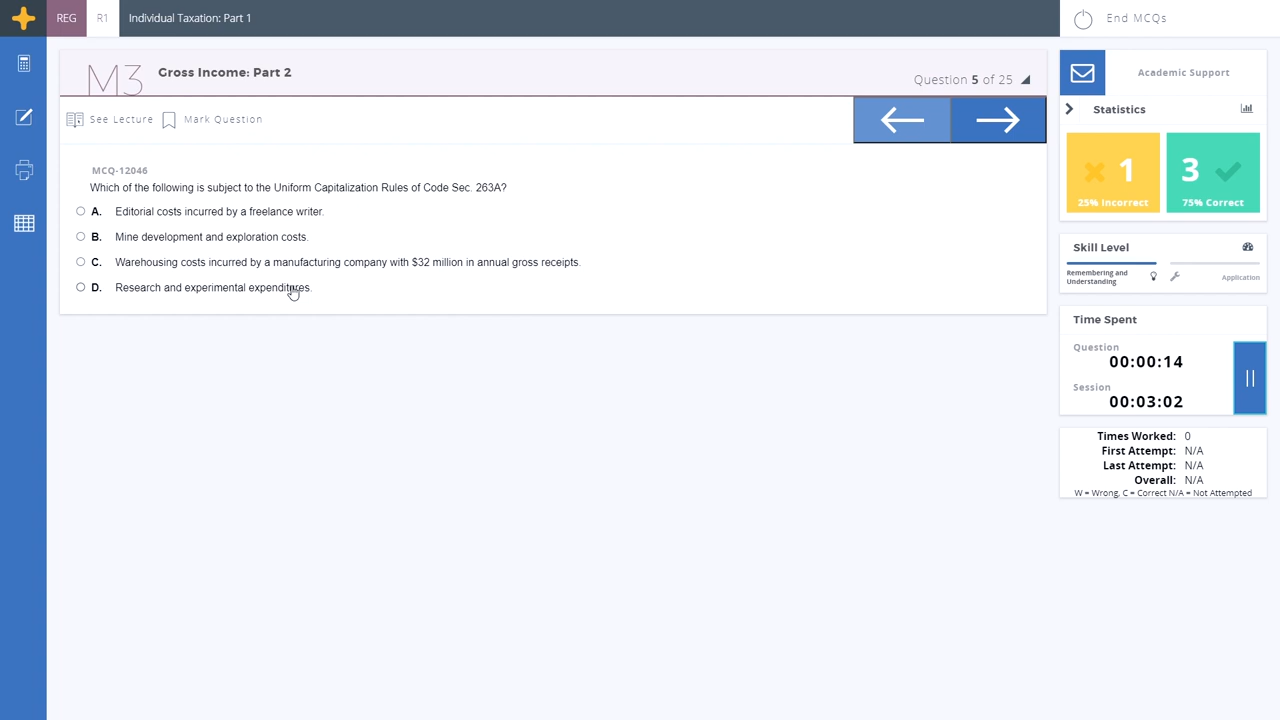 REG R1 Individual Taxation: Part 1 End MCQs
M3 Gross Income: Part 2
Question 5 of 25
See Lecture Mark Question
MCQ-12046
Which of the following is subject to the Uniform Capitalization Rules of Code Sec. 263A?
A. Editorial costs incurred by a freelance writer.
B. Mine development and exploration costs.
C. Warehousing costs incurred by a manufacturing company with $32 million in annual gross receipts.
D. Research and experimental expenditures.
Academic Support
Statistics
1 3
25% Incorrect 75% Correct
Skill Level
Remembering and
Understanding
Application
Time Spent
Question
00:00:14
Session
00:03:02
Times Worked: 0
First Attempt: N/A
Last Attempt: N/A
Overall: N/A
W = Wrong, C = Correct N/A = Not Attempted